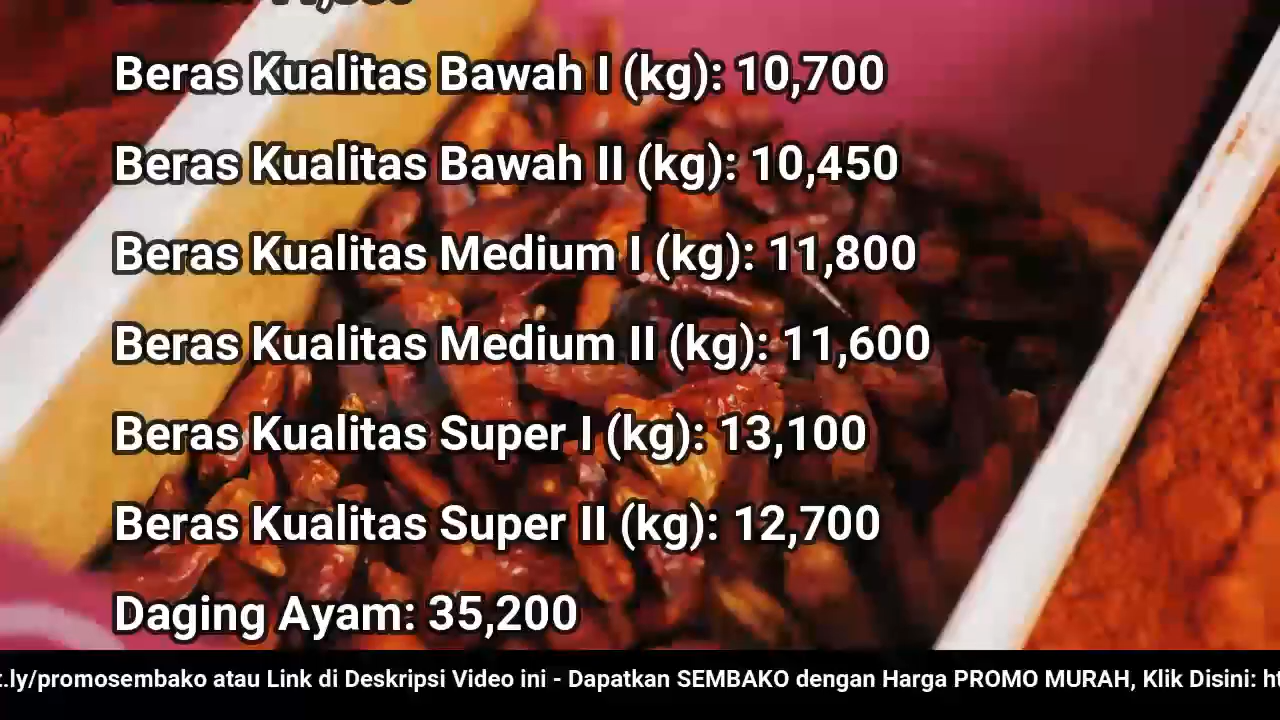 Beras Kualitas Bawah I (kg): 10,700
Beras Kualitas Bawah II (kg): 10,450
Beras Kualitas Medium I (kg): 11,800
Beras Kualitas Medium II (kg): 11,600
Beras Kualitas Super I (kg): 13,100
Beras Kualitas Super II (kg): 12,700
Daging Ayam: 35,200
.ly/promosembako atau Link di Deskripsi Video ini - Dapatkan SEMBAKO dengan Harga PROMO MURAH, Klik Disini: